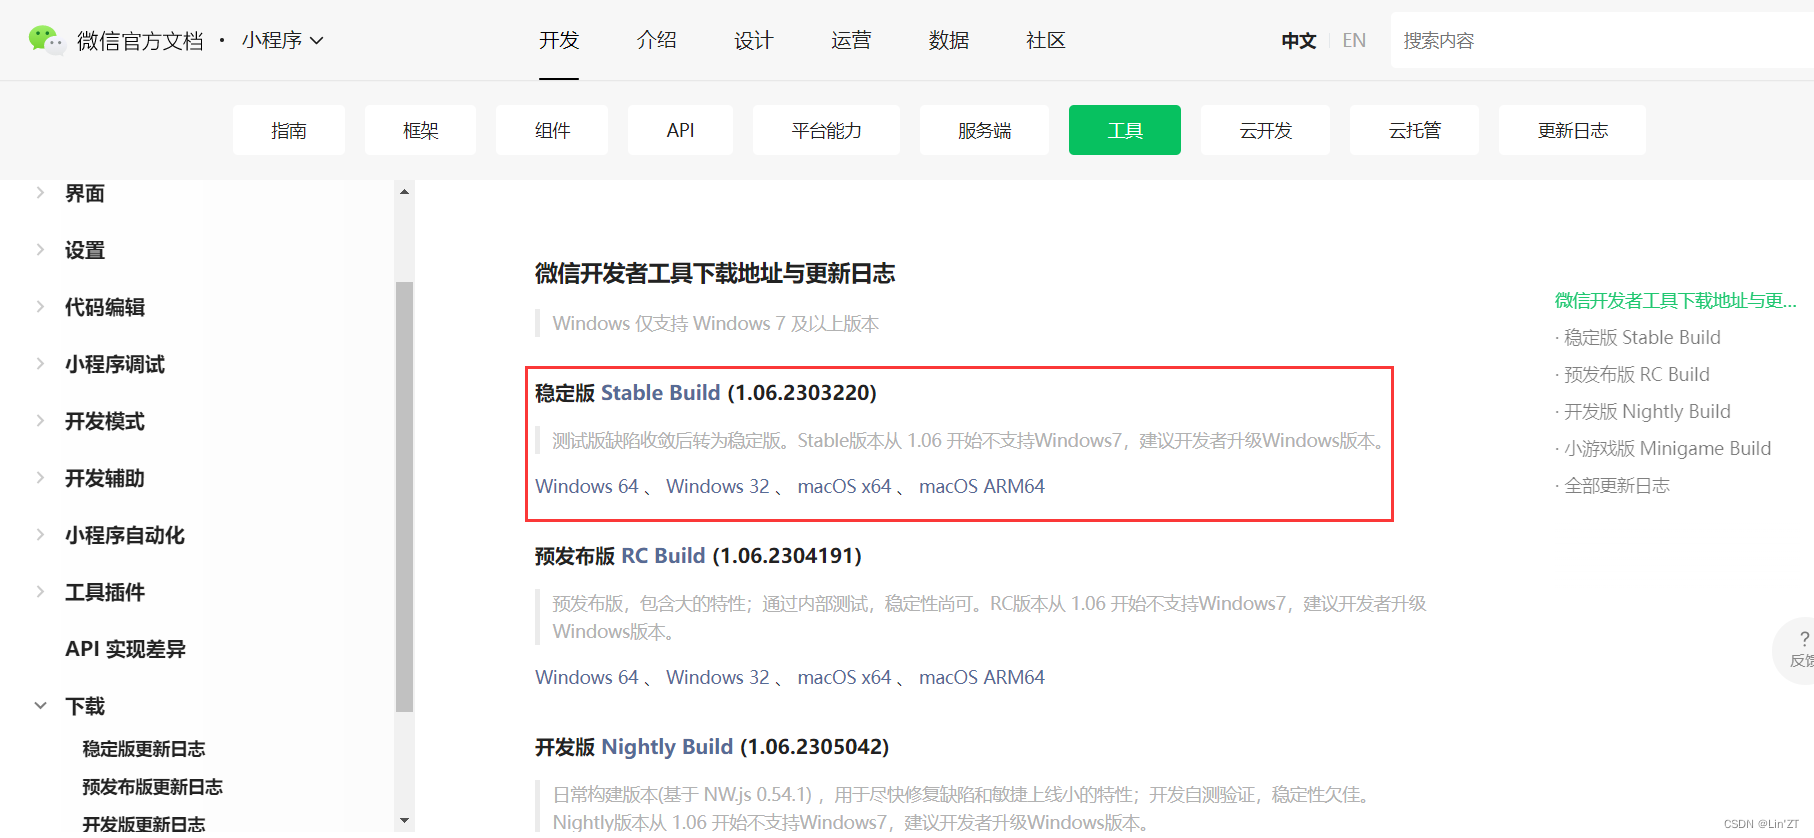 微信官方文档 · 小程序
开发 介绍 设计 运营 数据 社区
中文 EN 搜索内容
指南 框架 组件 API 平台能力 服务端 工具 云开发 云托管 更新日志
界面
设置
代码编辑
小程序调试
开发模式
开发辅助
小程序自动化
工具插件
API 实现差异
下载
稳定版更新日志
预发布版更新日志
开发版更新日志
微信开发者工具下载地址与更新日志
Windows 仅支持 Windows 7 及以上版本
稳定版 Stable Build (1.06.2303220)
测试版缺陷收敛后转为稳定版。Stable版本从 1.06 开始不支持Windows7，建议开发者升级Windows版本。
Windows 64 、 Windows 32 、 macOS x64 、 macOS ARM64
预发布版 RC Build (1.06.2304191)
预发布版，包含大的特性；通过内部测试，稳定性尚可。RC版本从 1.06 开始不支持Windows7，建议开发者升级
Windows版本。
Windows 64 、 Windows 32 、 macOS x64 、 macOS ARM64
开发版 Nightly Build (1.06.2305042)
日常构建版本(基于 NW.js 0.54.1) ，用于尽快修复缺陷和敏捷上线小的特性；开发自测验证，稳定性欠佳。
Nightly版本从 1.06 开始不支持Windows7，建议开发者升级Windows版本。
微信开发者工具下载地址与更...
· 稳定版 Stable Build
· 预发布版 RC Build
· 开发版 Nightly Build
· 小游戏版 Minigame Build
· 全部更新日志
?
反馈
CSDN @Lin'ZT